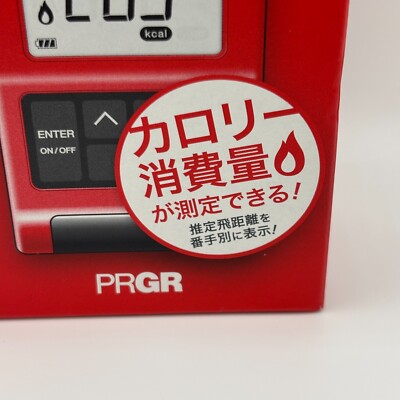 kcal
ENTER
ON/OFF
カロリー
消費量
が測定できる!
推定飛距離を
番手別に表示!
PRGR